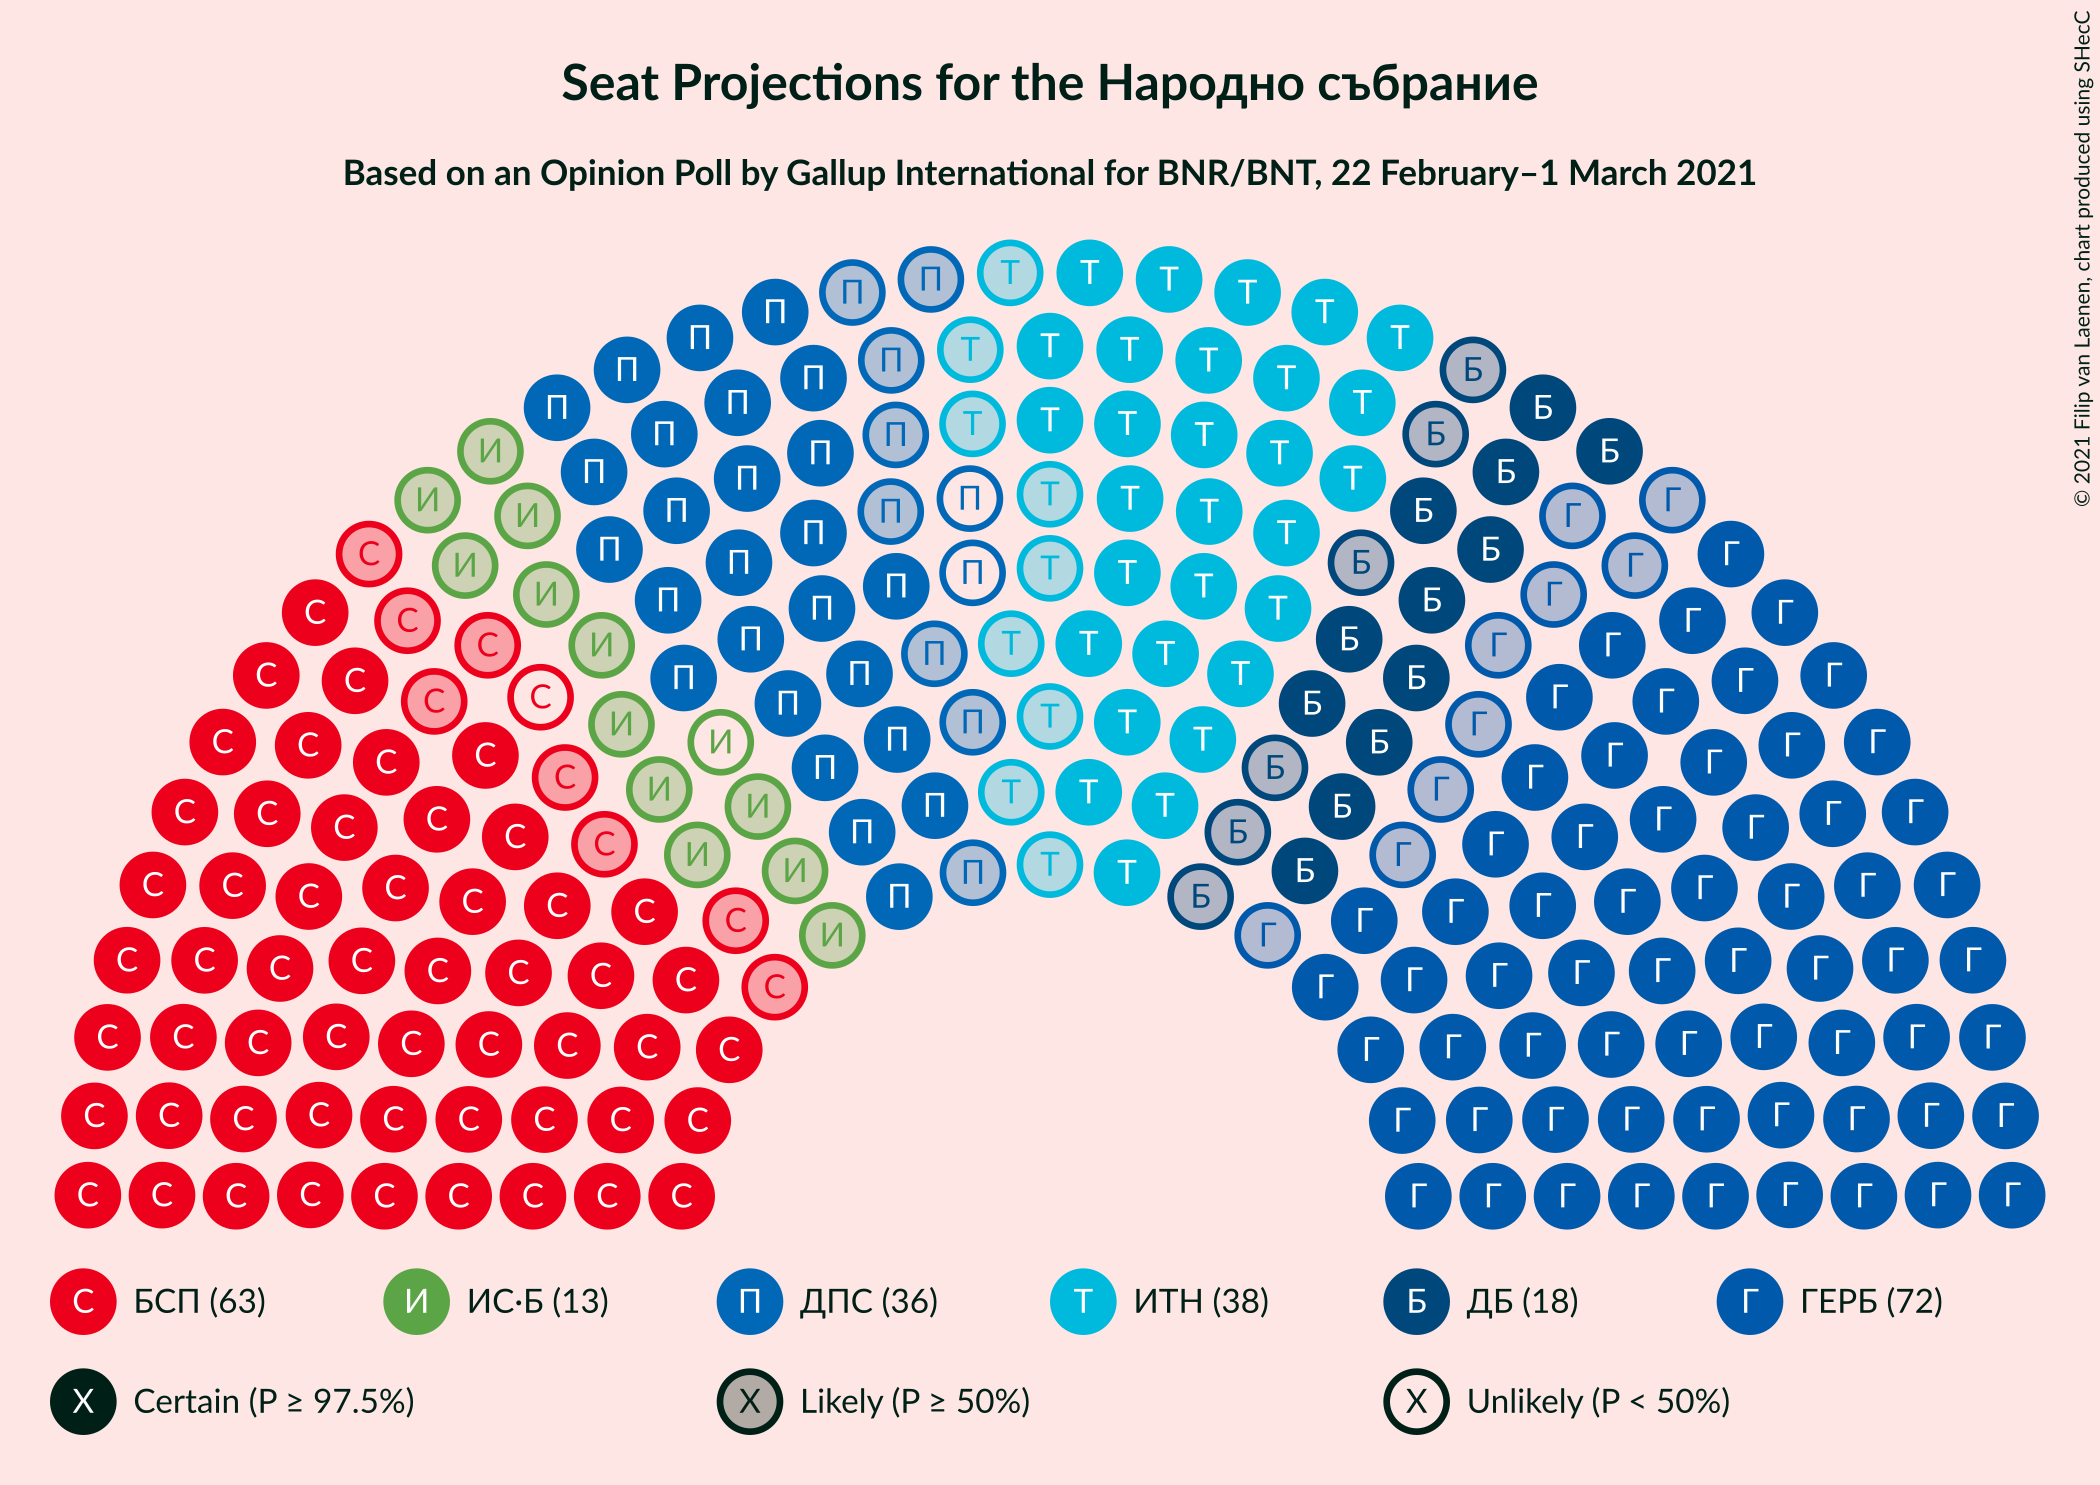 Seat Projections for the Народно събрание
Based on an Opinion Poll by Gallup International for BNR/BNT, 22 February–1 March 2021
© 2021 Filip van Laenen, chart produced using SHecC
С БСП (63)
И ИС·Б (13)
П ДПС (36)
Т ИТН (38)
Б ДБ (18)
Г ГЕРБ (72)
X Certain (P ≥ 97.5%)
X Likely (P ≥ 50%)
X Unlikely (P < 50%)